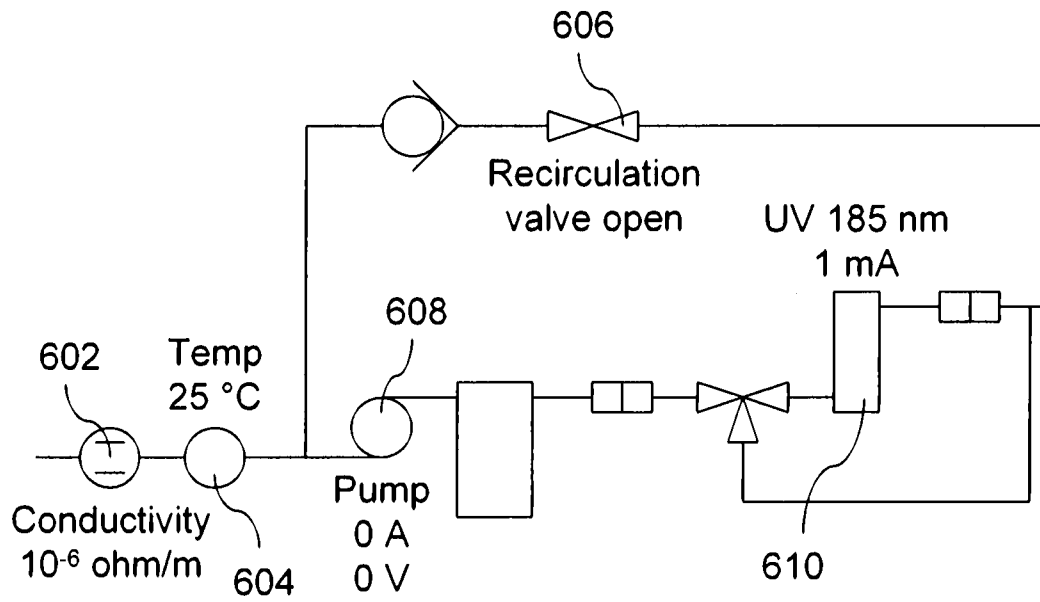 606
Recirculation
valve open
UV 185 nm
1 mA
608
602
Temp
25 °C
Pump
0 A
0 V
Conductivity
10⁻⁶ ohm/m
604
610